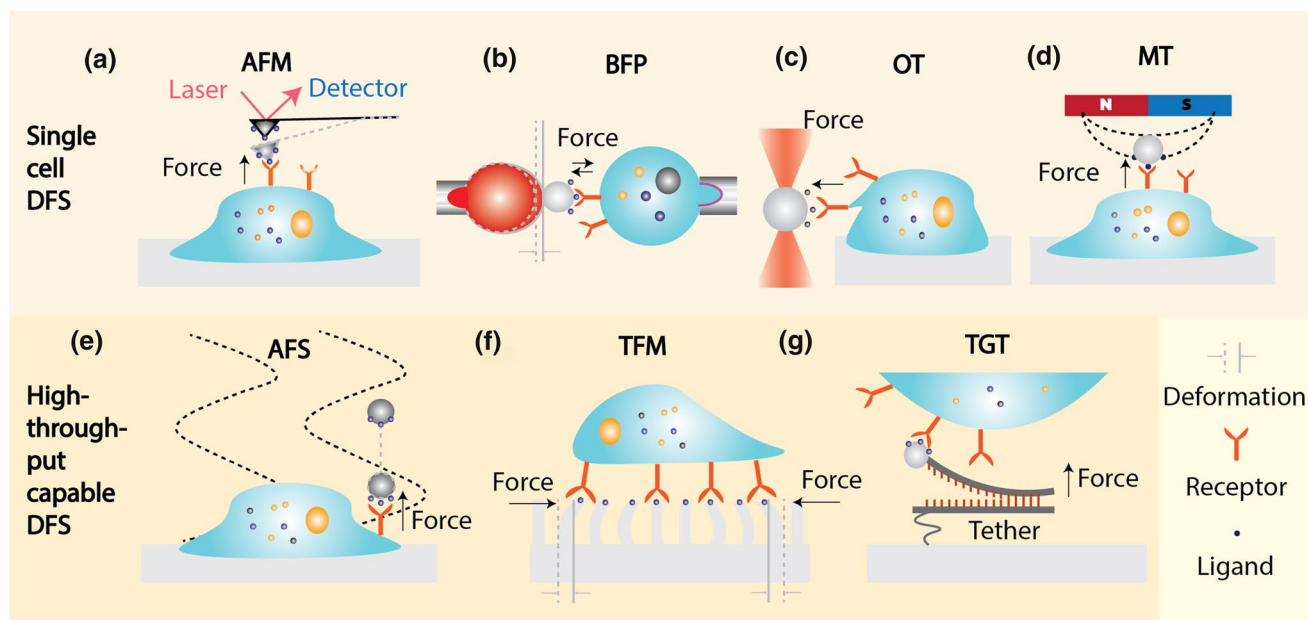 (a)
AFM
Laser
Detector
Force
(b)
BFP
Force
(c)
OT
Force
(d)
MT
N
S
Force
Single
cell
DFS
(e)
AFS
Force
(f)
TFM
Force
Force
(g)
TGT
Force
Tether
High-
through-
put
capable
DFS
Deformation
Receptor
Ligand